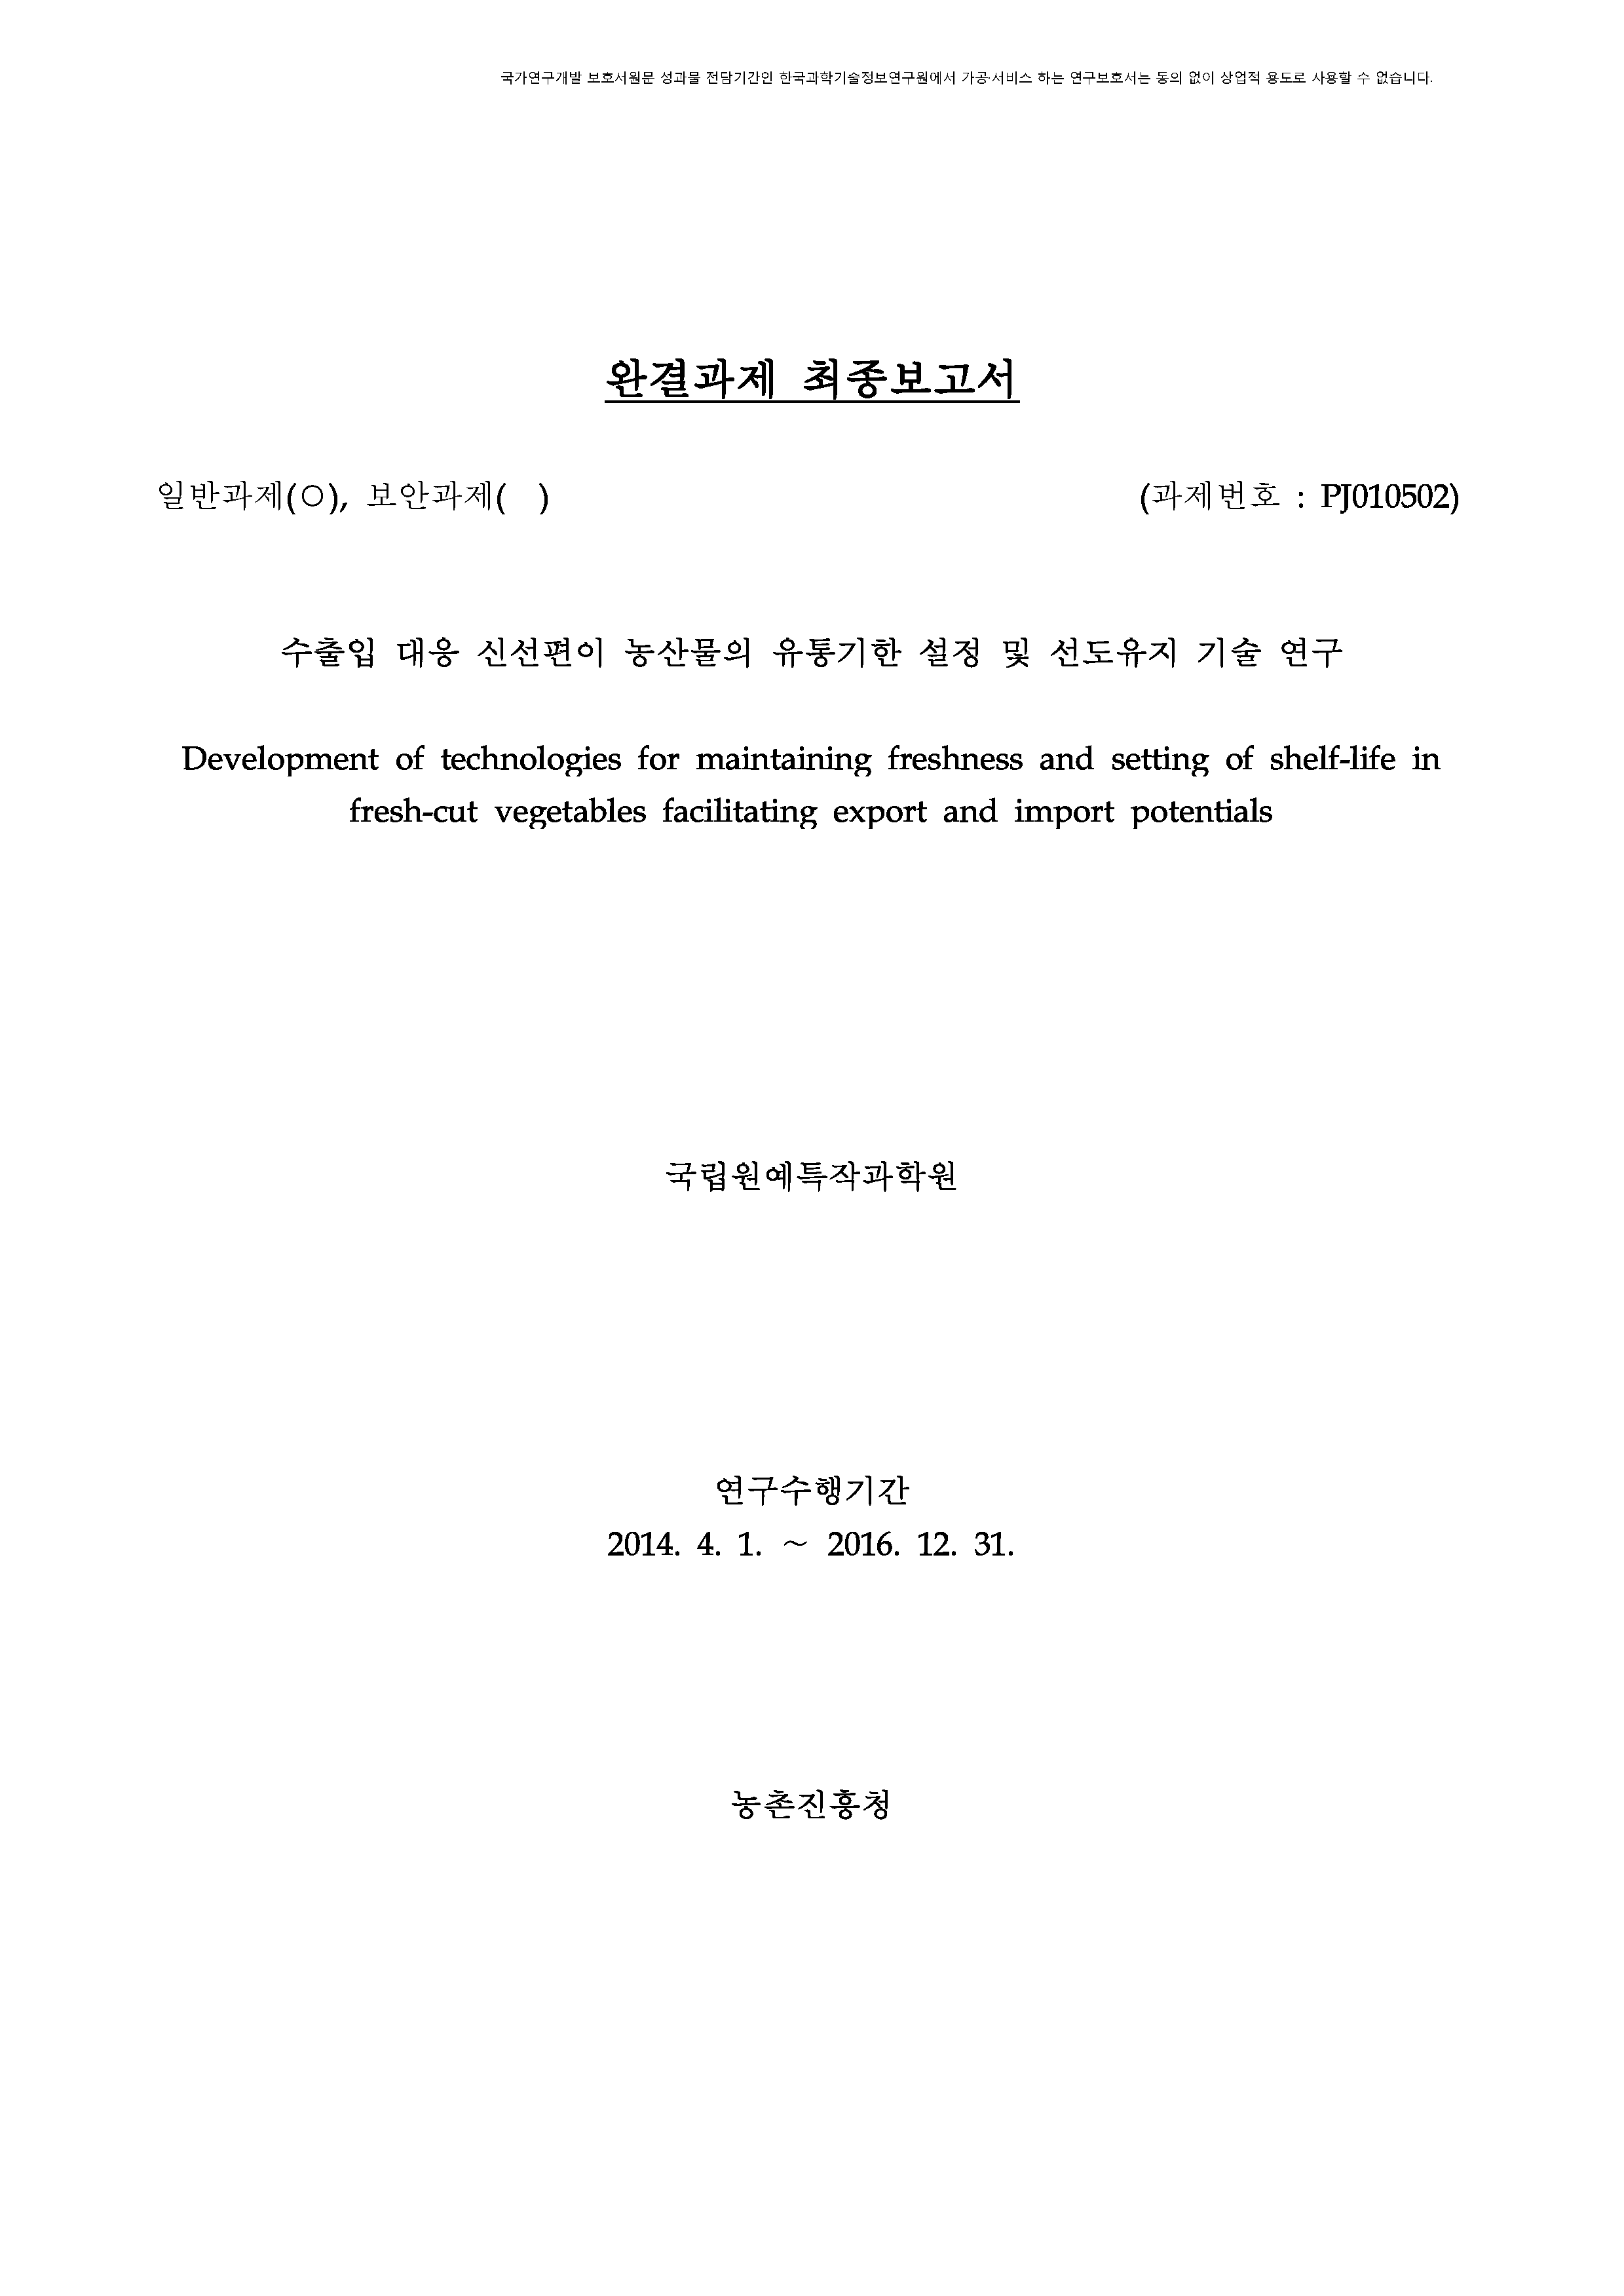 국가연구개발 보호서원문 성과물 전담기간인 한국과학기술정보연구원에서 가공·서비스 하는 연구보호서는 동의 없이 상업적 용도로 사용할 수 없습니다.
완결과제 최종보고서
일반과제(○), 보안과제( ) (과제번호 : PJ010502)
수출입 대응 신선편이 농산물의 유통기한 설정 및 선도유지 기술 연구
Development of technologies for maintaining freshness and setting of shelf-life in
fresh-cut vegetables facilitating export and import potentials
국립원예특작과학원
연구수행기간
2014. 4. 1. ~ 2016. 12. 31.
농촌진흥청